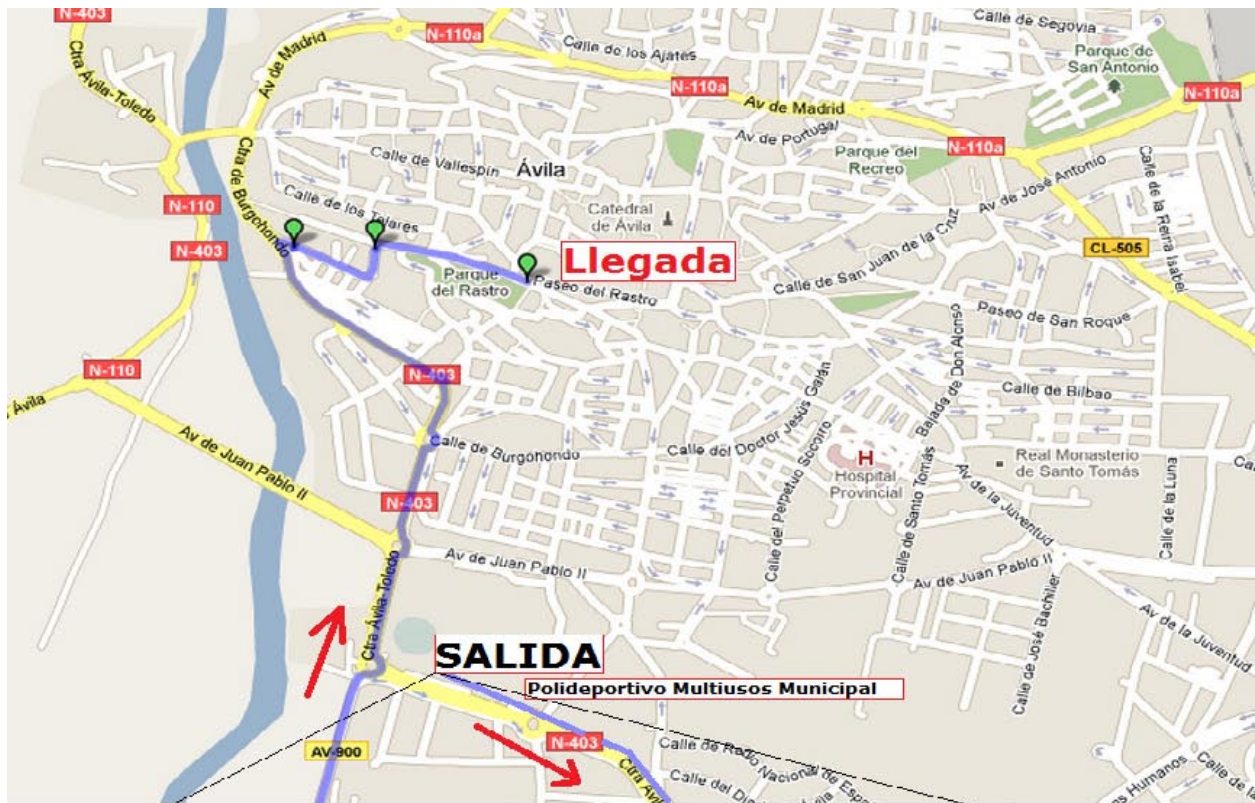 N-403
N-110a
Calle de Segovia
Ctra Ávila-Toledo
Av de Madrid
Calle de los Ajates
Parque de
San Antonio
N-110a
Av de Madrid
N-110a
N-110a
Av de Portugal
Parque del
Recreo
Ctra de Burgohondo
Calle de Vallespín
Ávila
Av de José Antonio
Calle de la Reina Isabel
N-110
N-403
Calle de los Telares
Catedral
de Ávila
Calle de San Juan de la Cruz
CL-505
Llegada
Parque
del Rastro
Paseo del Rastro
Paseo de San Roque
N-110
N-403
Ávila
Calle de Bilbao
Bajada de Don Alonso
Av de Juan Pablo II
Calle de Burgohondo
Calle del Doctor Jesús Galán
H
Hospital
Provincial
Real Monasterio
de Santo Tomás
N-403
Calle del Perpetuo Socorro
Calle de Santo Tomás
Av de la Juventud
Calle de la Luna
Av de Juan Pablo II
Av de Juan Pablo II
Ctra Ávila-Toledo
Calle de José Bachiller
Av de la Juventud
SALIDA
Polideportivo Multiusos Municipal
AV-900
N-403
Ctra Ávila
Nacional de
Calle del
Humanos